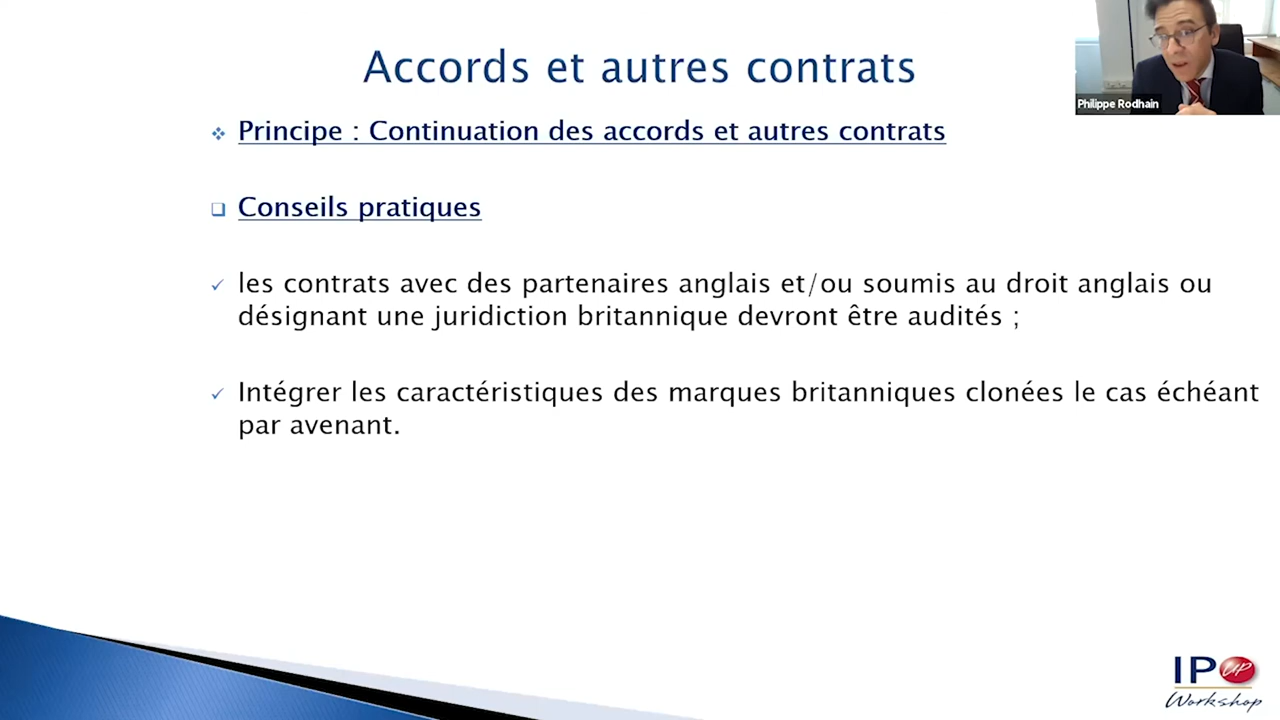 Accords et autres contrats
Philippe Rodhain
Principe : Continuation des accords et autres contrats
Conseils pratiques
les contrats avec des partenaires anglais et/ou soumis au droit anglais ou
désignant une juridiction britannique devront être audités ;
Intégrer les caractéristiques des marques britanniques clonées le cas échéant
par avenant.
IP UP
Workshop